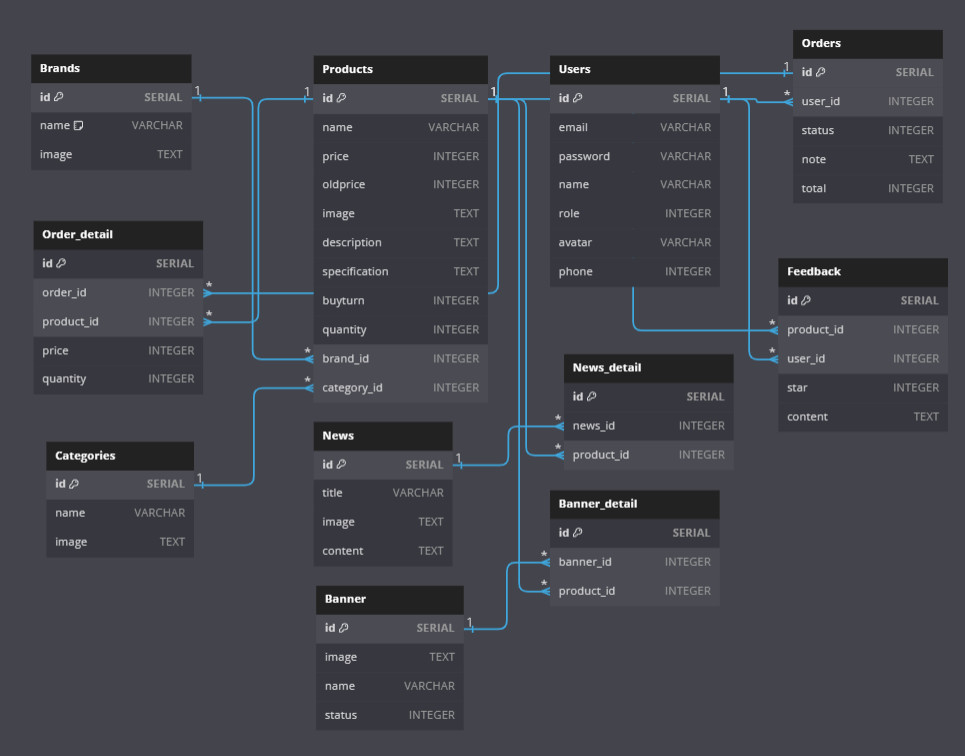 Brands
id SERIAL
name VARCHAR
image TEXT
Products
id SERIAL
name VARCHAR
price INTEGER
oldprice INTEGER
image TEXT
description TEXT
specification TEXT
buyturn INTEGER
quantity INTEGER
brand_id INTEGER
category_id INTEGER
Users
id SERIAL
email VARCHAR
password VARCHAR
name VARCHAR
role INTEGER
avatar VARCHAR
phone INTEGER
Orders
id SERIAL
user_id INTEGER
status INTEGER
note TEXT
total INTEGER
Order_detail
id SERIAL
order_id INTEGER
product_id INTEGER
price INTEGER
quantity INTEGER
Feedback
id SERIAL
product_id INTEGER
user_id INTEGER
star INTEGER
content TEXT
News_detail
id SERIAL
news_id INTEGER
product_id INTEGER
Categories
id SERIAL
name VARCHAR
image TEXT
News
id SERIAL
title VARCHAR
image TEXT
content TEXT
Banner_detail
id SERIAL
banner_id INTEGER
product_id INTEGER
Banner
id SERIAL
image TEXT
name VARCHAR
status INTEGER
1
1
1
1
1
1
1
1
*
*
*
*
*
*
*
*
*
*
*